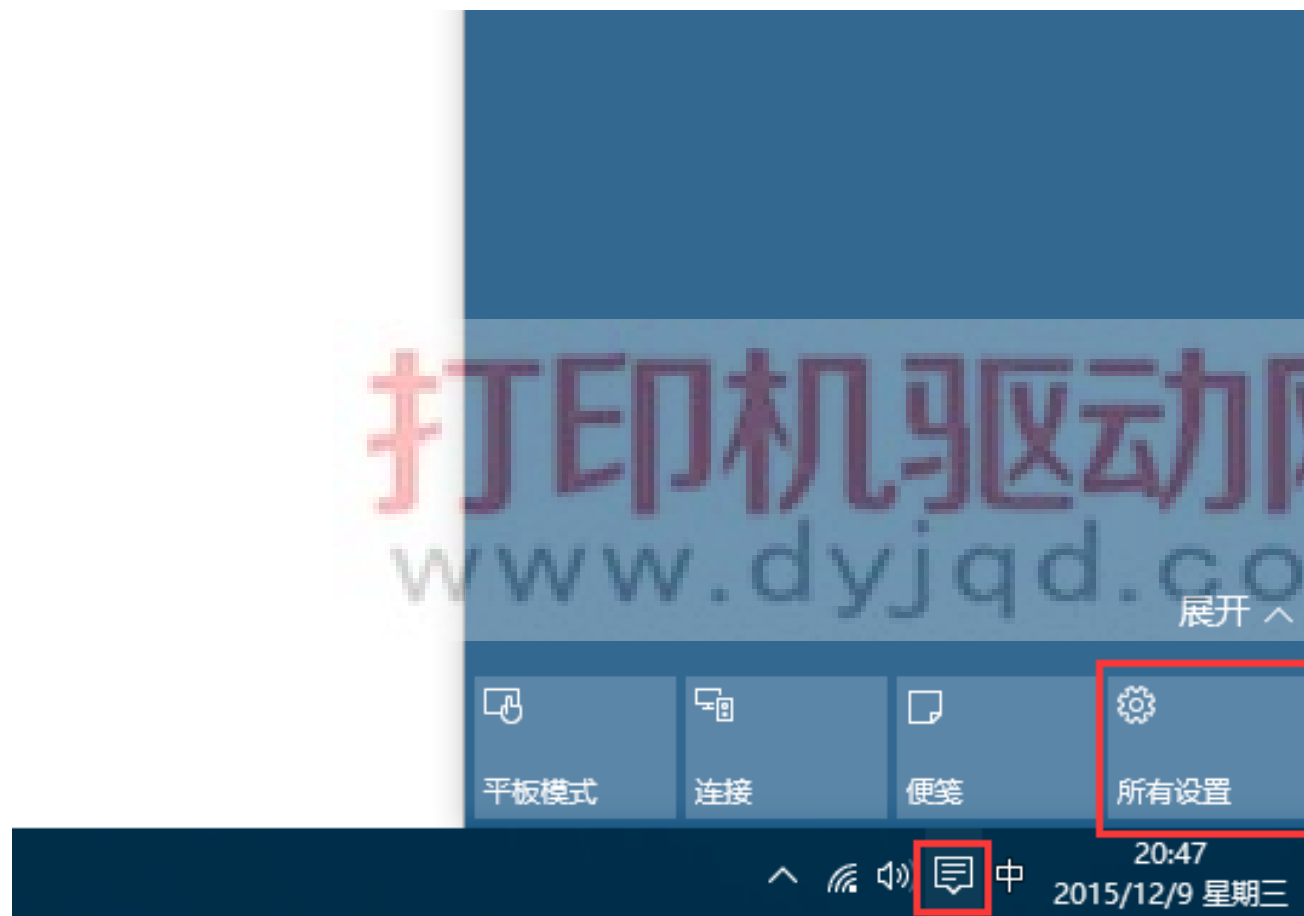 打印机驱动
www.dyjqd.co
展开
平板模式 连接 便笺 所有设置
中 20:47
2015/12/9 星期三